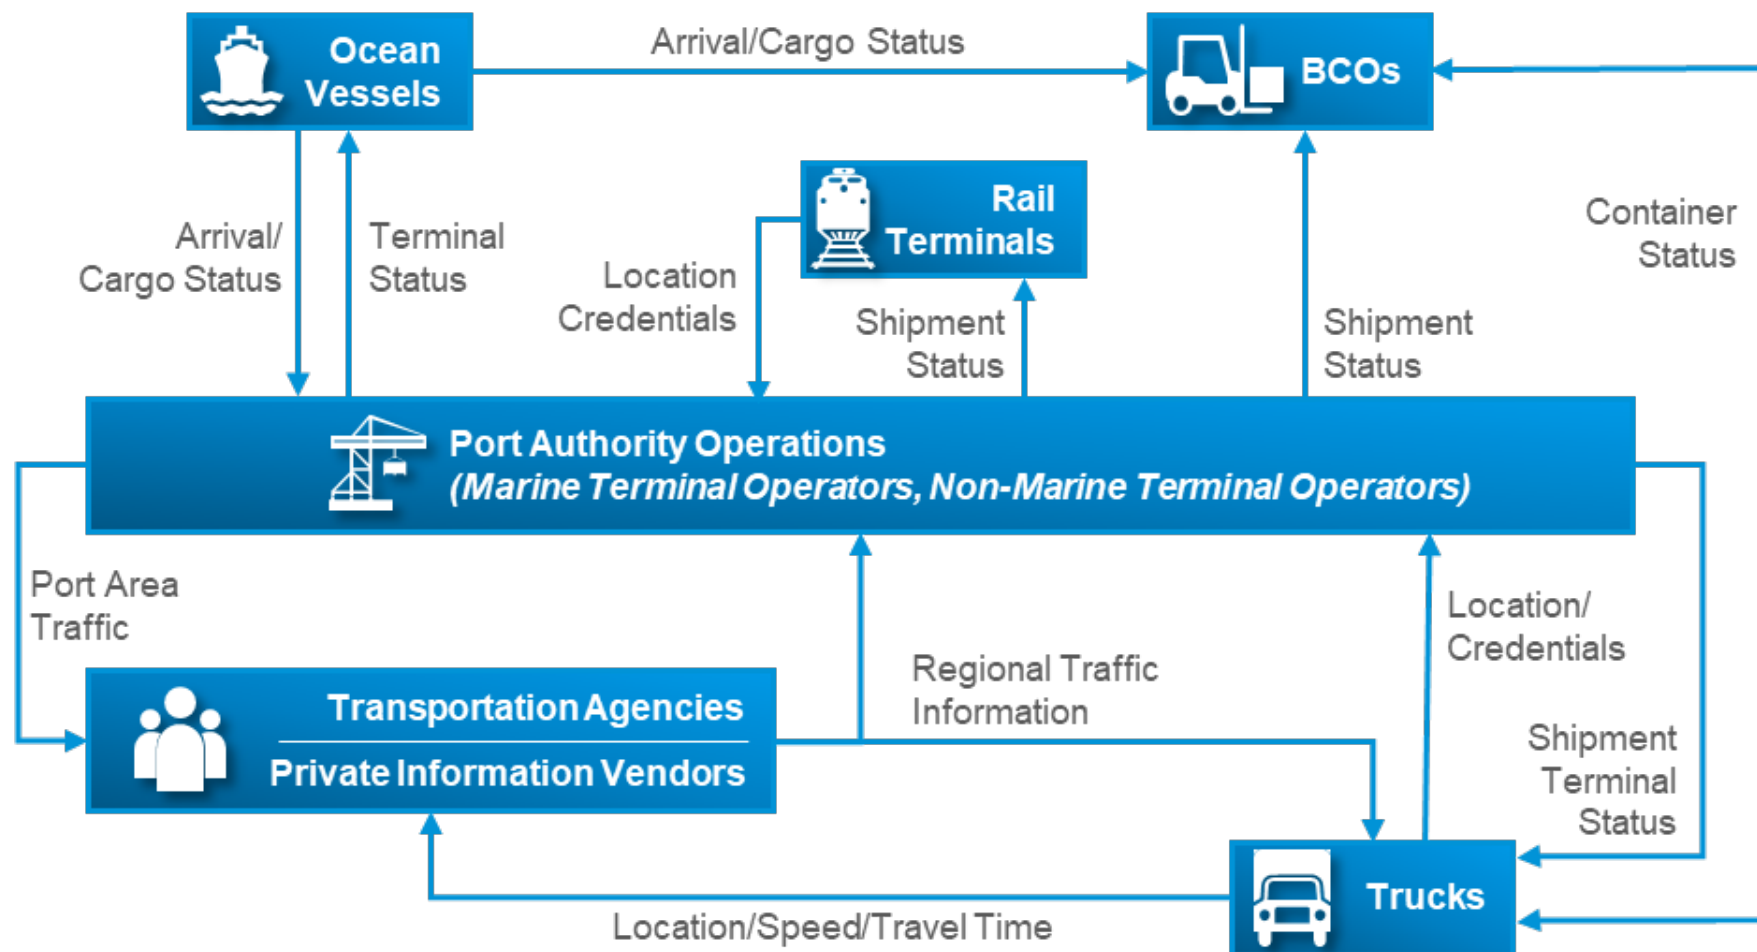 Ocean
Vessels
Arrival/Cargo Status
BCOs
Rail
Terminals
Arrival/
Cargo Status
Terminal
Status
Location
Credentials
Shipment
Status
Shipment
Status
Container
Status
Port Authority Operations
(Marine Terminal Operators, Non-Marine Terminal Operators)
Port Area
Traffic
Transportation Agencies
Private Information Vendors
Regional Traffic
Information
Location/
Credentials
Shipment
Terminal
Status
Trucks
Location/Speed/Travel Time